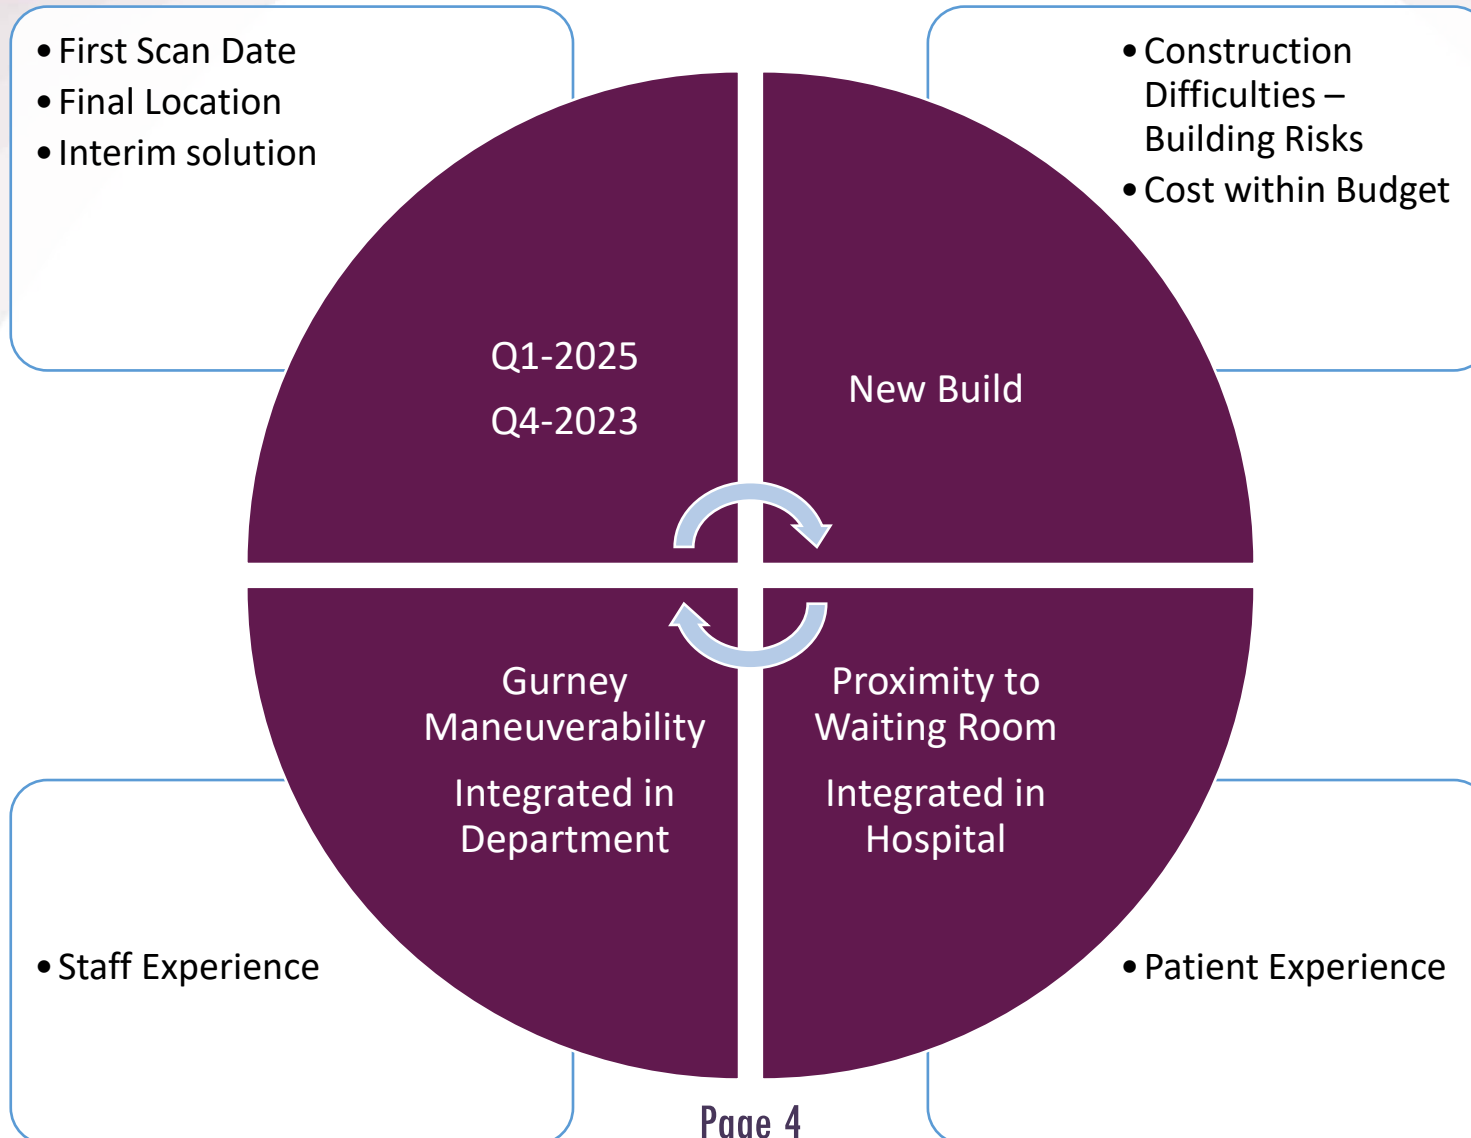 • First Scan Date
• Final Location
• Interim solution
• Construction
Difficulties –
Building Risks
• Cost within Budget
Q1-2025
Q4-2023
New Build
Gurney
Maneuverability
Integrated in
Department
Proximity to
Waiting Room
Integrated in
Hospital
• Staff Experience
• Patient Experience
Page 4